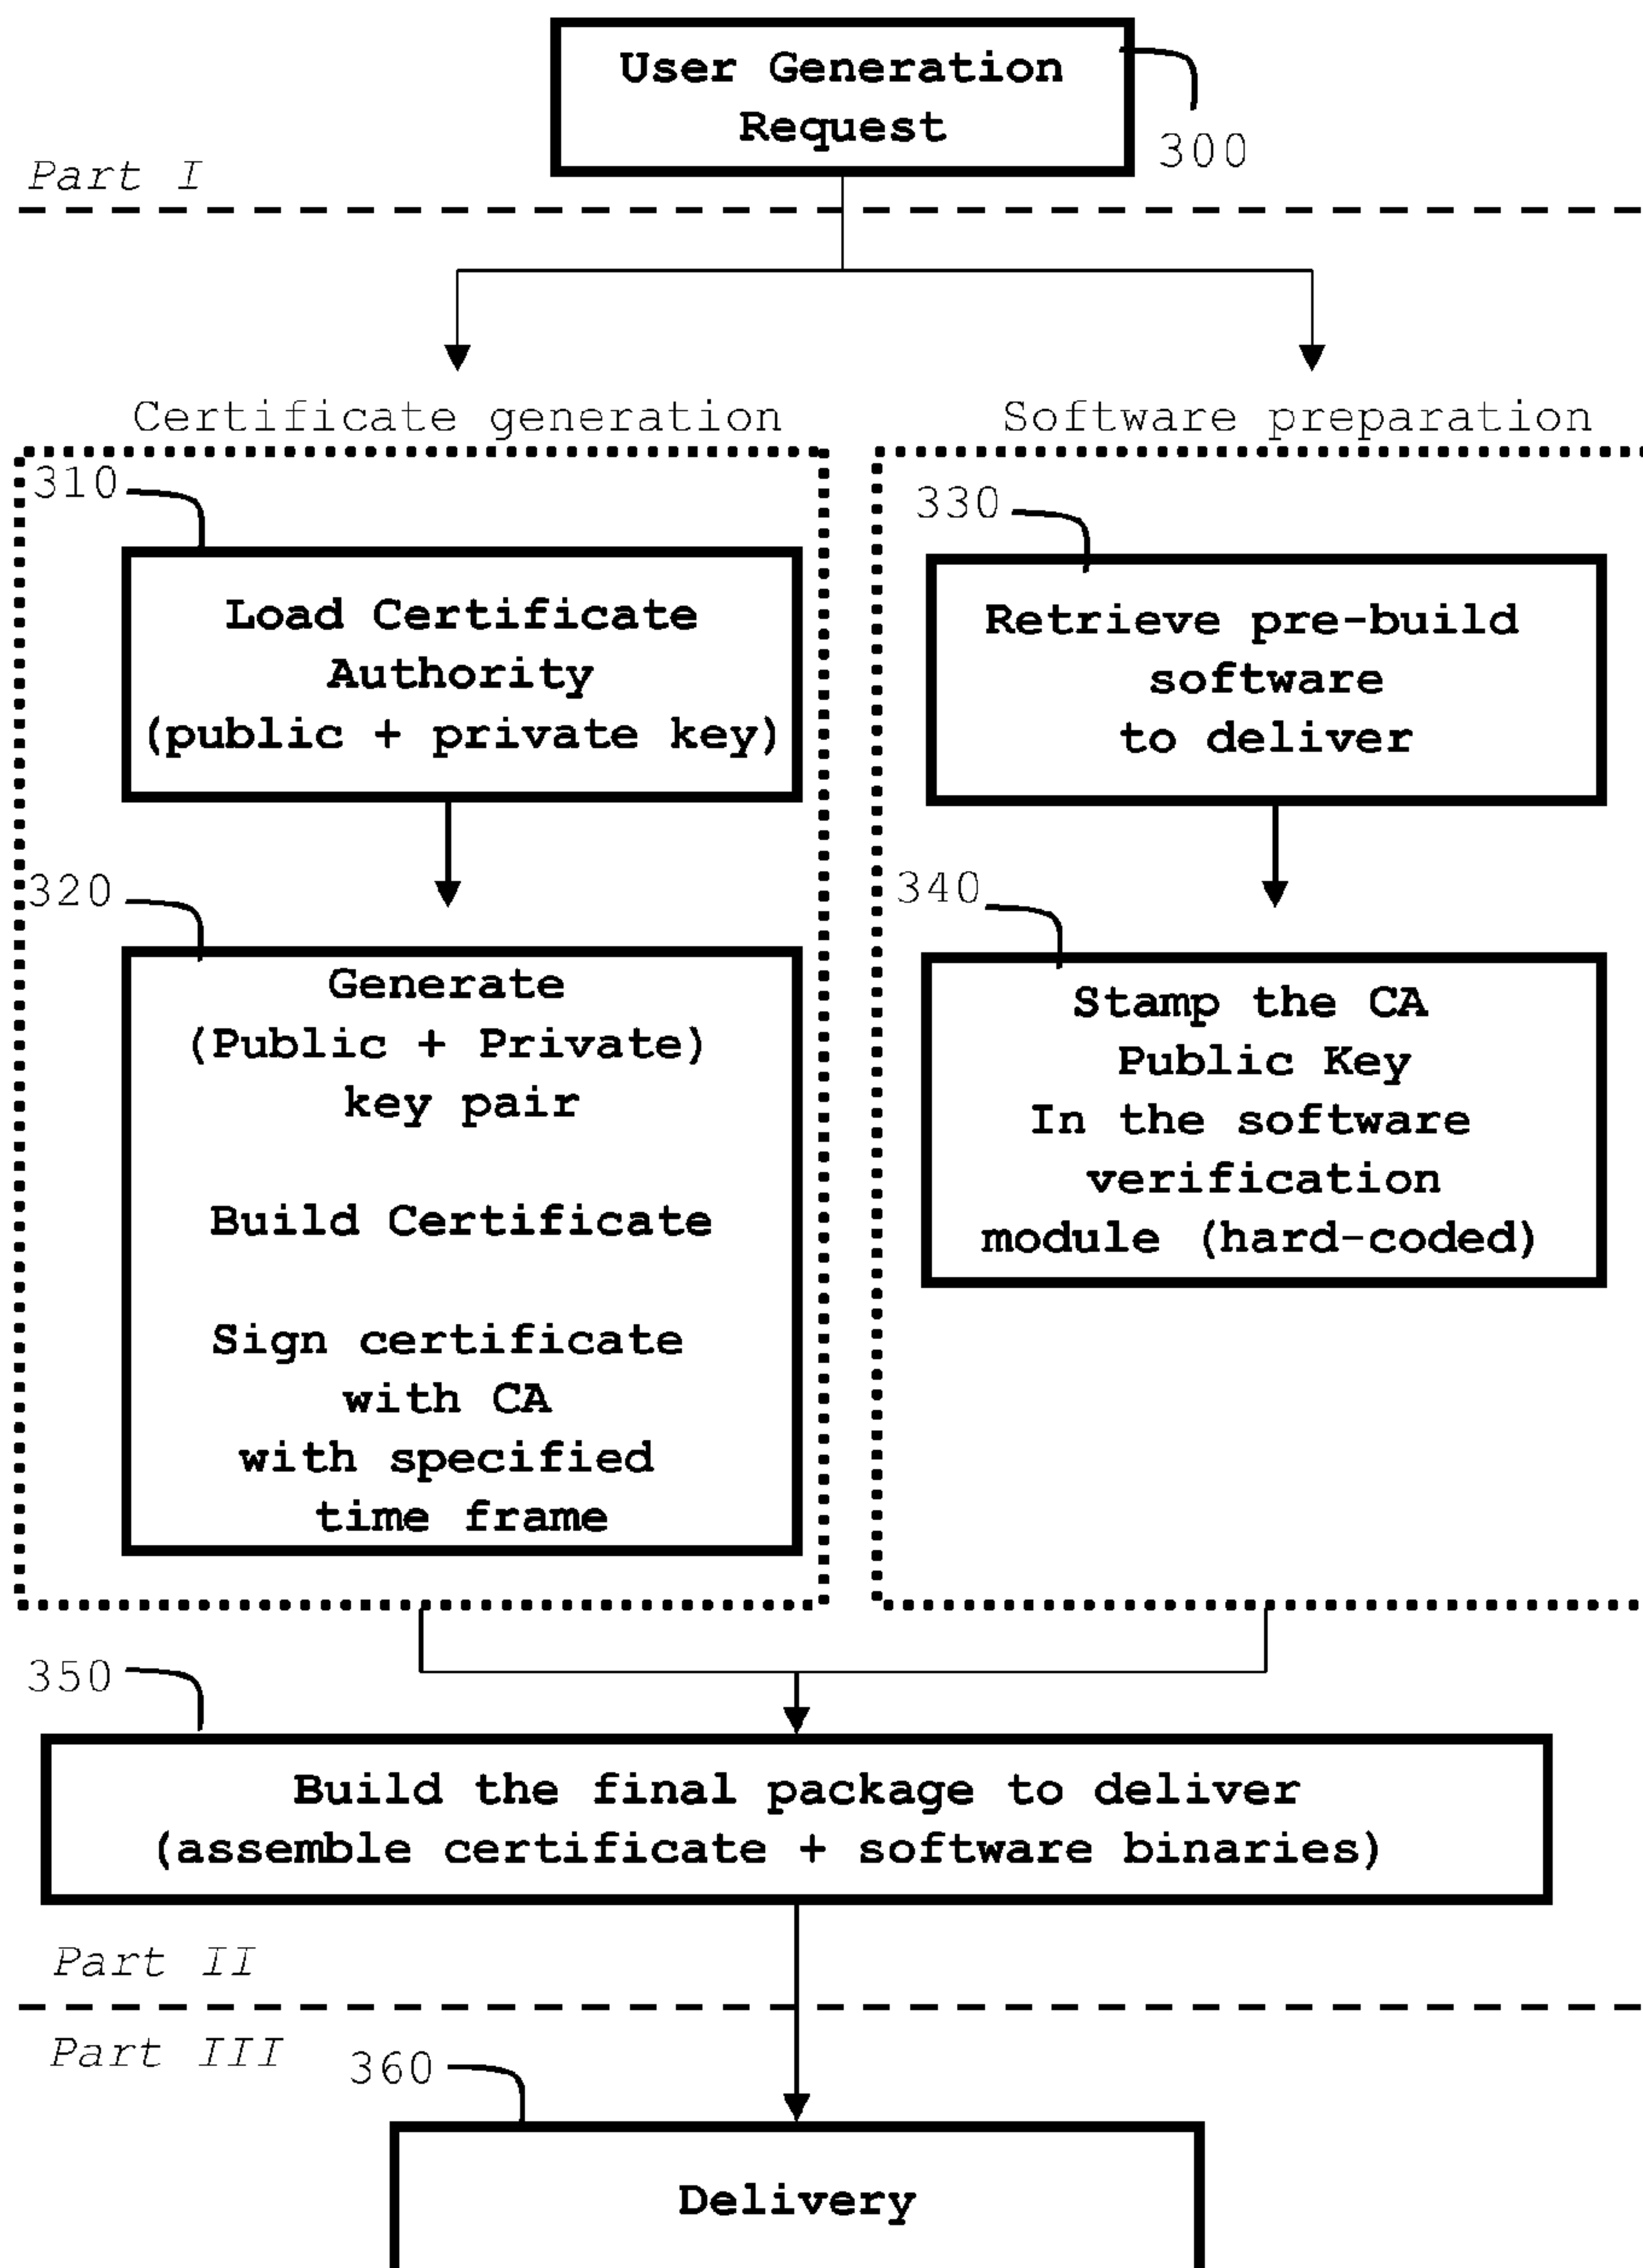 User Generation
Request
300
Part I
Certificate generation
Software preparation
310
Load Certificate
Authority
(public + private key)
320
Generate
(Public + Private)
key pair
Build Certificate
Sign certificate
with CA
with specified
time frame
330
Retrieve pre-build
software
to deliver
340
Stamp the CA
Public Key
In the software
verification
module (hard-coded)
350
Build the final package to deliver
(assemble certificate + software binaries)
Part II
Part III
360
Delivery